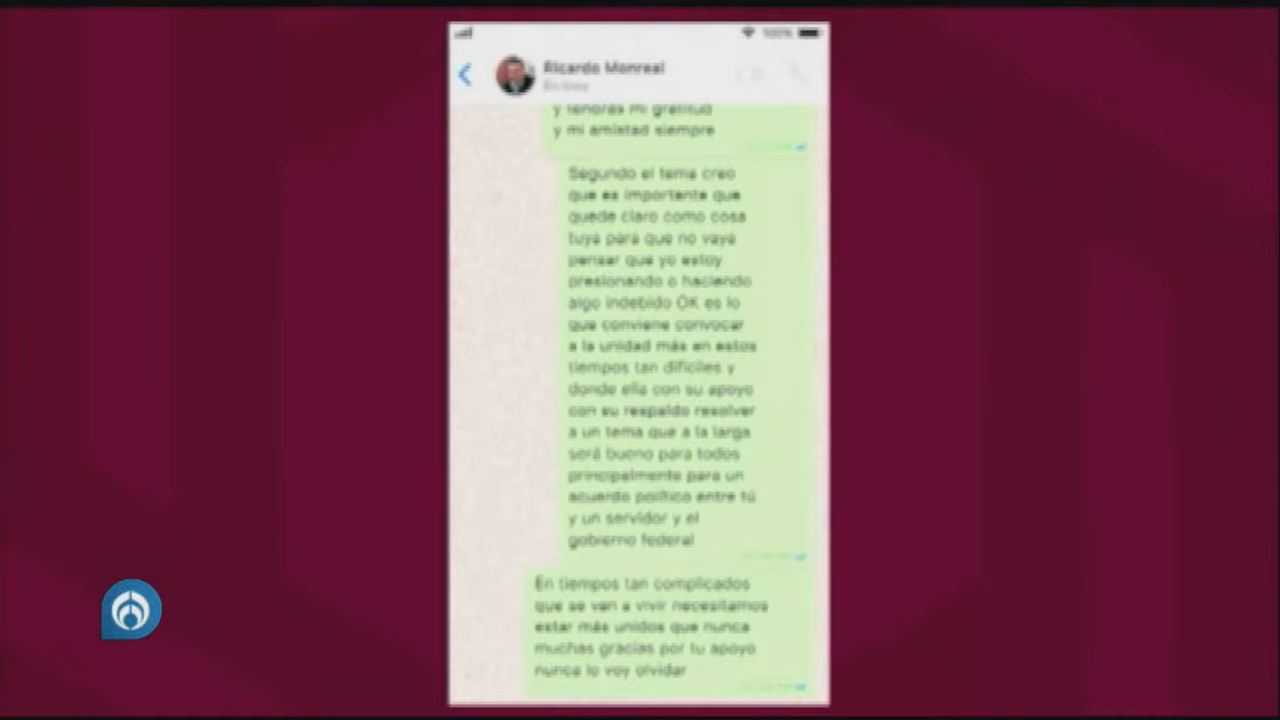 100%
Ricardo Monreal
y tendrás mi gratitud
y mi amistad siempre
Segundo el tema creo
que es importante que
quede claro como cosa
tuya para que no vaya
pensar que yo estoy
presionando o haciendo
algo indebido OK es lo
que conviene convocar
a la unidad más en estos
tiempos tan difíciles y
donde ella con su apoyo
con su respaldo resolver
a un tema que a la larga
será bueno para todos
principalmente para un
acuerdo político entre tú
y un servidor y el
gobierno federal
En tiempos tan complicados
que se van a vivir necesitamos
estar más unidos que nunca
muchas gracias por tu apoyo
nunca lo voy olvidar